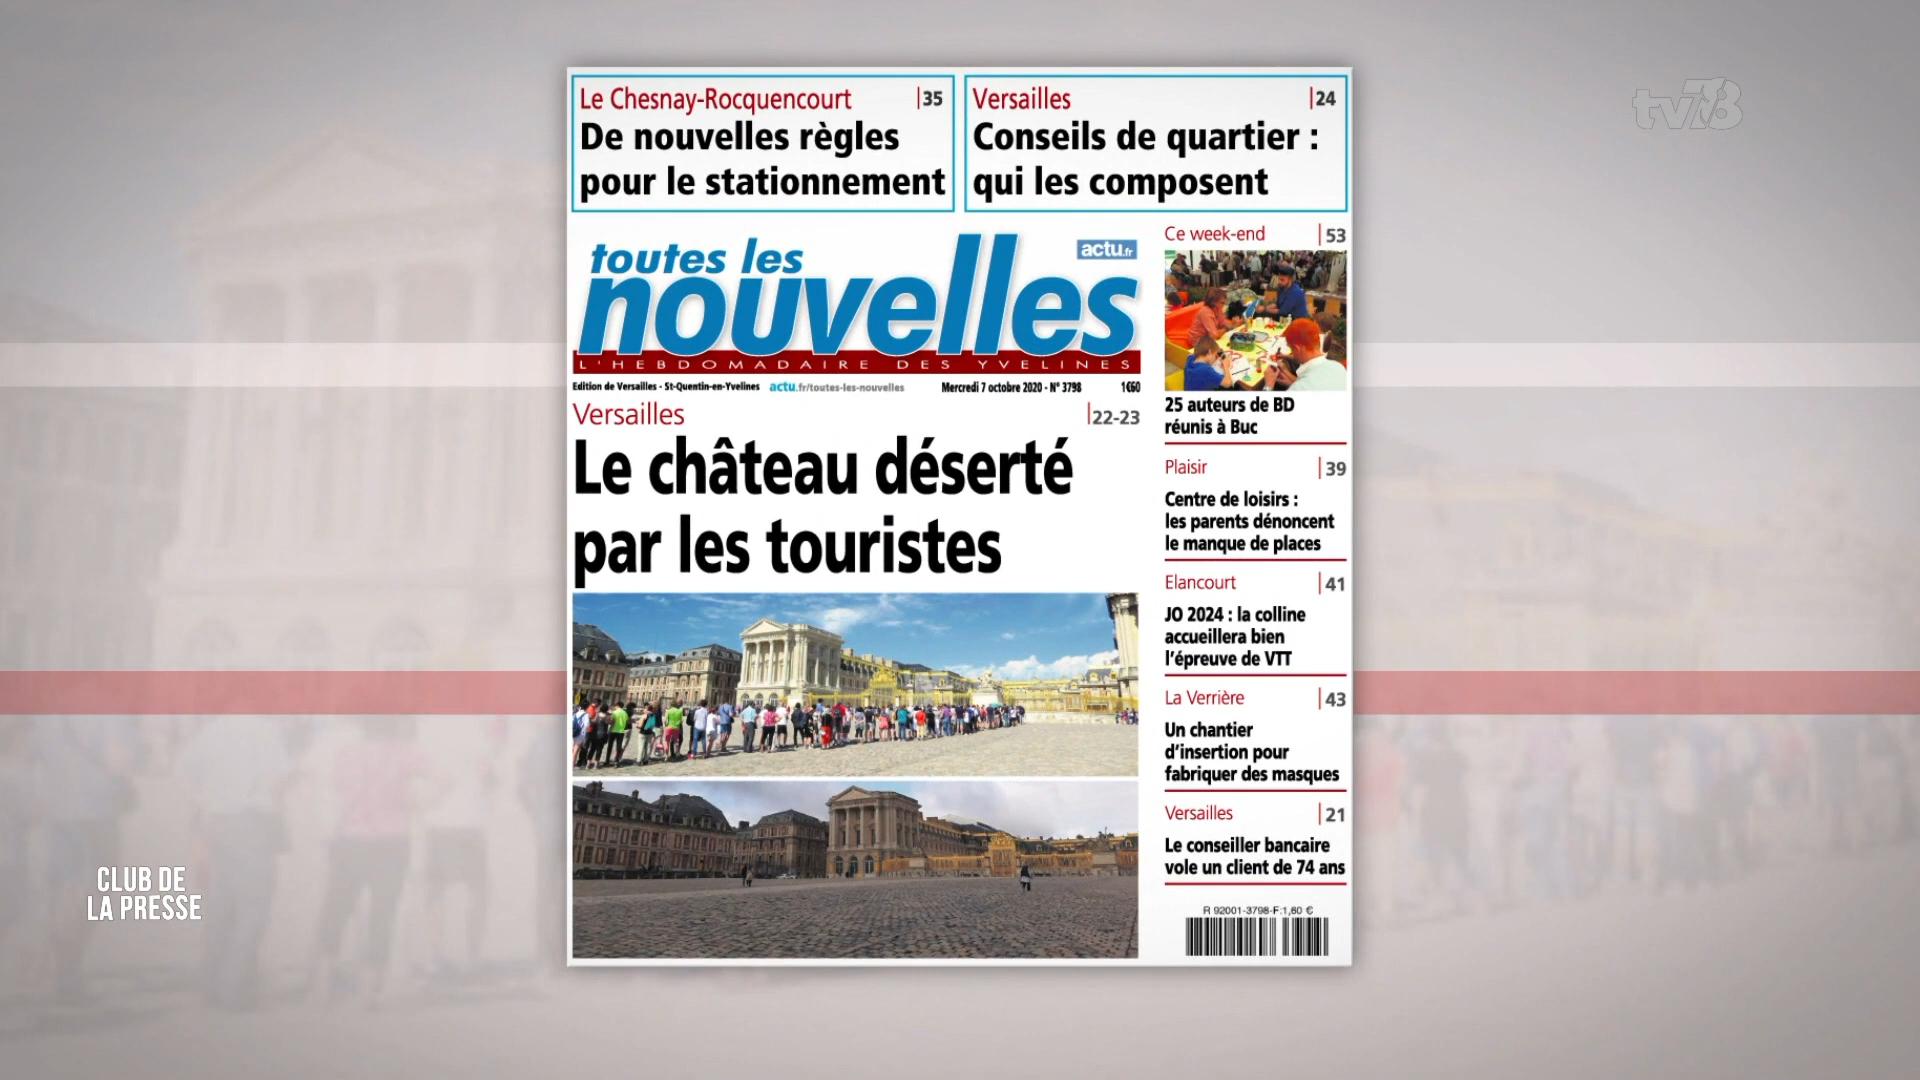 Le Chesnay-Rocquencourt |35
De nouvelles règles
pour le stationnement
Versailles |24
Conseils de quartier :
qui les composent
toutes les
nouvelles
actu.fr
L'HEBDOMADAIRE DES YVELINES
Edition de Versailles - St-Quentin-en-Yvelines actu.fr/toutes-les-nouvelles Mercredi 7 octobre 2020 - N° 3798 1€60
Versailles |22-23
Le château déserté
par les touristes
Ce week-end |53
25 auteurs de BD
réunis à Buc
Plaisir |39
Centre de loisirs :
les parents dénoncent
le manque de places
Elancourt |41
JO 2024 : la colline
accueillera bien
l'épreuve de VTT
La Verrière |43
Un chantier
d'insertion pour
fabriquer des masques
Versailles |21
Le conseiller bancaire
vole un client de 74 ans
R 92001-3798-F:1,60 €
tv78
CLUB DE
LA PRESSE